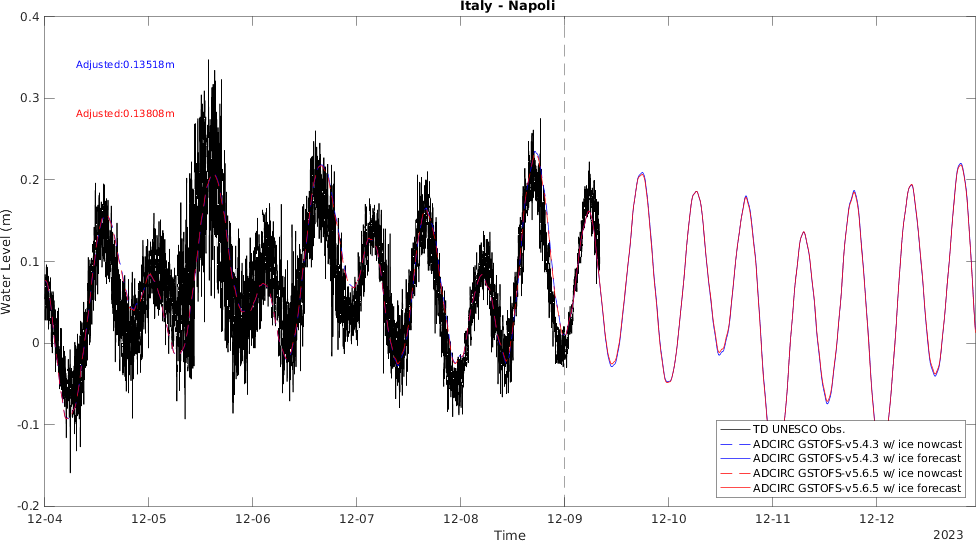 Italy - Napoli
0.4
Adjusted:0.13518m
0.3
Adjusted:0.13808m
0.2
0.1
0
-0.1
-0.2
Water Level (m)
TD UNESCO Obs.
ADCIRC GSTOFS-v5.4.3 w/ ice nowcast
ADCIRC GSTOFS-v5.4.3 w/ ice forecast
ADCIRC GSTOFS-v5.6.5 w/ ice nowcast
ADCIRC GSTOFS-v5.6.5 w/ ice forecast
12-04 12-05 12-06 12-07 12-08 12-09 12-10 12-11 12-12
Time
2023